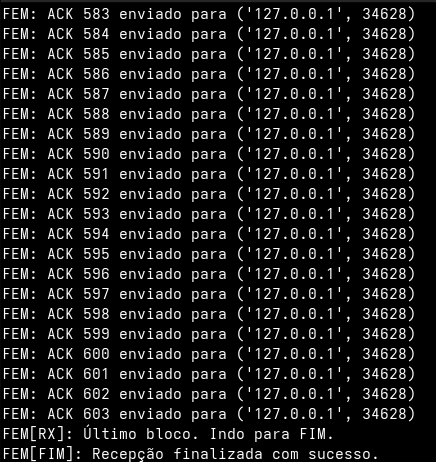 FEM: ACK 583 enviado para ('127.0.0.1', 34628)
FEM: ACK 584 enviado para ('127.0.0.1', 34628)
FEM: ACK 585 enviado para ('127.0.0.1', 34628)
FEM: ACK 586 enviado para ('127.0.0.1', 34628)
FEM: ACK 587 enviado para ('127.0.0.1', 34628)
FEM: ACK 588 enviado para ('127.0.0.1', 34628)
FEM: ACK 589 enviado para ('127.0.0.1', 34628)
FEM: ACK 590 enviado para ('127.0.0.1', 34628)
FEM: ACK 591 enviado para ('127.0.0.1', 34628)
FEM: ACK 592 enviado para ('127.0.0.1', 34628)
FEM: ACK 593 enviado para ('127.0.0.1', 34628)
FEM: ACK 594 enviado para ('127.0.0.1', 34628)
FEM: ACK 595 enviado para ('127.0.0.1', 34628)
FEM: ACK 596 enviado para ('127.0.0.1', 34628)
FEM: ACK 597 enviado para ('127.0.0.1', 34628)
FEM: ACK 598 enviado para ('127.0.0.1', 34628)
FEM: ACK 599 enviado para ('127.0.0.1', 34628)
FEM: ACK 600 enviado para ('127.0.0.1', 34628)
FEM: ACK 601 enviado para ('127.0.0.1', 34628)
FEM: ACK 602 enviado para ('127.0.0.1', 34628)
FEM: ACK 603 enviado para ('127.0.0.1', 34628)
FEM[RX]: Último bloco. Indo para FIM.
FEM[FIM]: Recepção finalizada com sucesso.